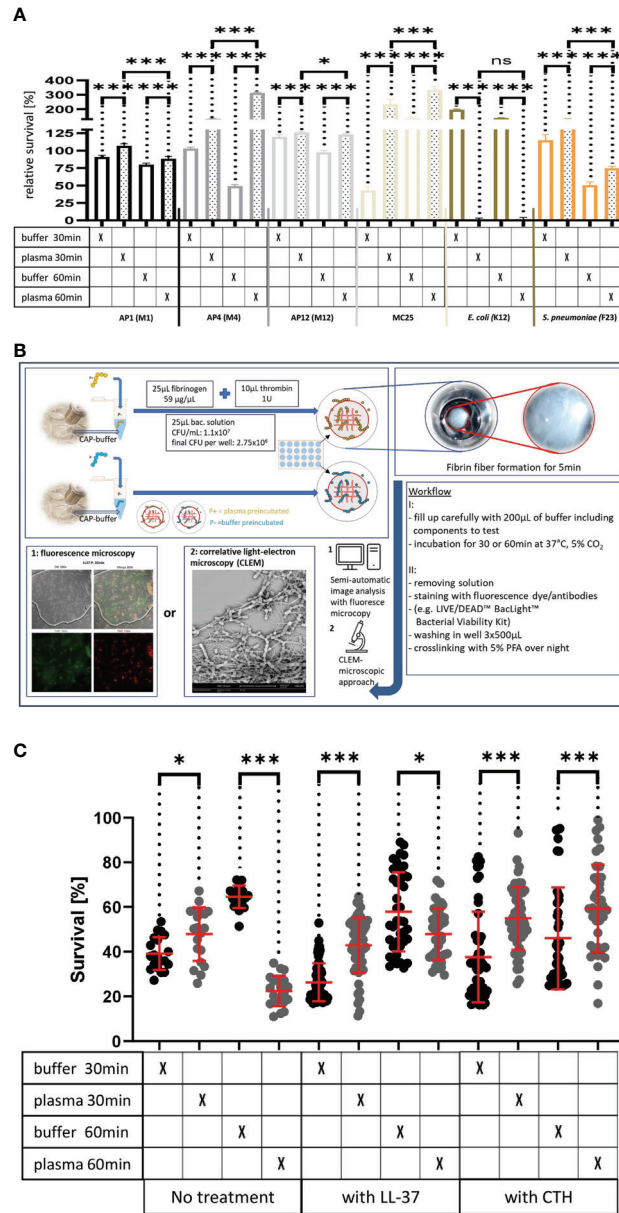 A
*** * *** *** ns ***
*** *** *** *** *** *** *** *** *** *** *** ***
relative survival [%]
400
300
200
125
100
75
50
25
0
buffer 30min X X X X X X
plasma 30min X X X X X X
buffer 60min X X X X X X
plasma 60min X X X X X X
AP1 (M1) AP4 (M4) AP12 (M12) MC25 E. coli (K12) S. pneumoniae (F23)
B
P+
CAP-buffer
25µL fibrinogen
59 µg/µL
10µL thrombin
1U
25µL bac. solution
CFU/mL: 1.1x10⁷
final CFU per well: 2.75x10⁵
P-
CAP-buffer
P+ = plasma preincubated
P- =buffer preincubated
Fibrin fiber formation for 5min
Workflow
I:
- fill up carefully with 200µL of buffer including
components to test
- incubation for 30 or 60min at 37°C, 5% CO₂
II:
- removing solution
- staining with fluorescence dye/antibodies
- (e.g. LIVE/DEAD™ BacLight™
Bacterial Viability Kit)
- washing in well 3x500µL
- crosslinking with 5% PFA over night
1: fluorescence microscopy
or
2: correlative light-electron
microscopy (CLEM)
1
Semi-automatic
image analysis
with fluoresce
microcopy
2
CLEM-
microscopic
approach
C
* *** *** * *** ***
Survival [%]
100
80
60
40
20
0
buffer 30min X X X
plasma 30min X X X
buffer 60min X X X
plasma 60min X X X
No treatment with LL-37 with CTH